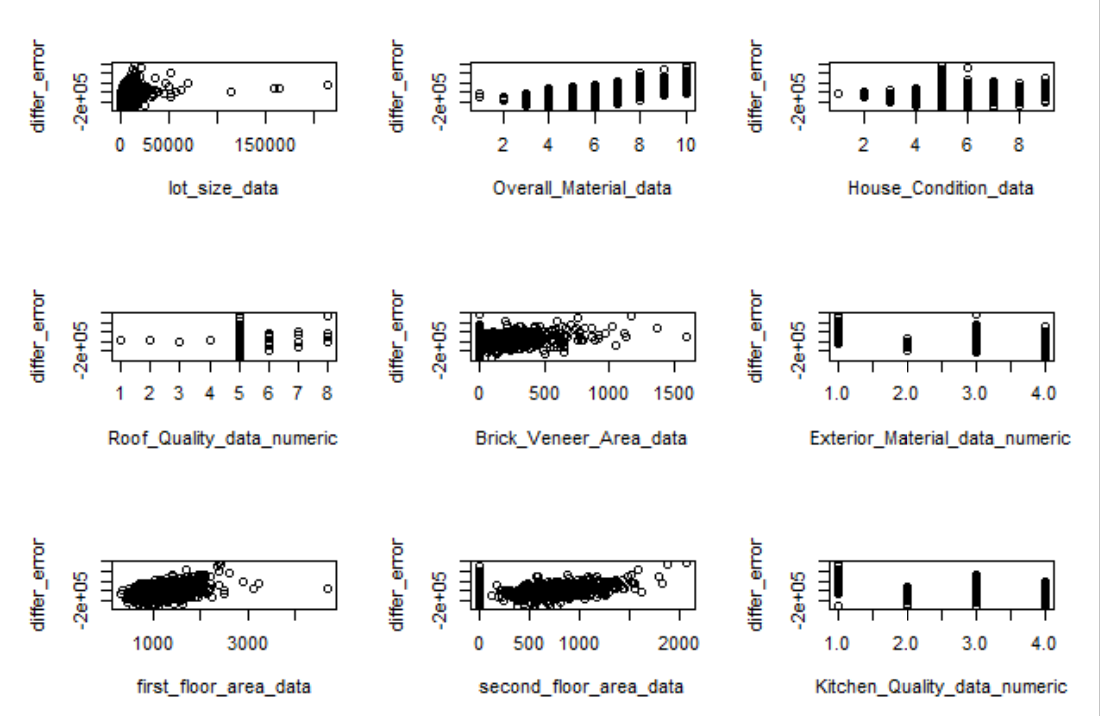 differ_error
-2e+05
0 50000 150000
lot_size_data
differ_error
-2e+05
2 4 6 8 10
Overall_Material_data
differ_error
-2e+05
2 4 6 8
House_Condition_data
differ_error
-2e+05
1 2 3 4 5 6 7 8
Roof_Quality_data_numeric
differ_error
-2e+05
0 500 1000 1500
Brick_Veneer_Area_data
differ_error
-2e+05
1.0 2.0 3.0 4.0
Exterior_Material_data_numeric
differ_error
-2e+05
1000 3000
first_floor_area_data
differ_error
-2e+05
0 500 1000 2000
second_floor_area_data
differ_error
-2e+05
1.0 2.0 3.0 4.0
Kitchen_Quality_data_numeric